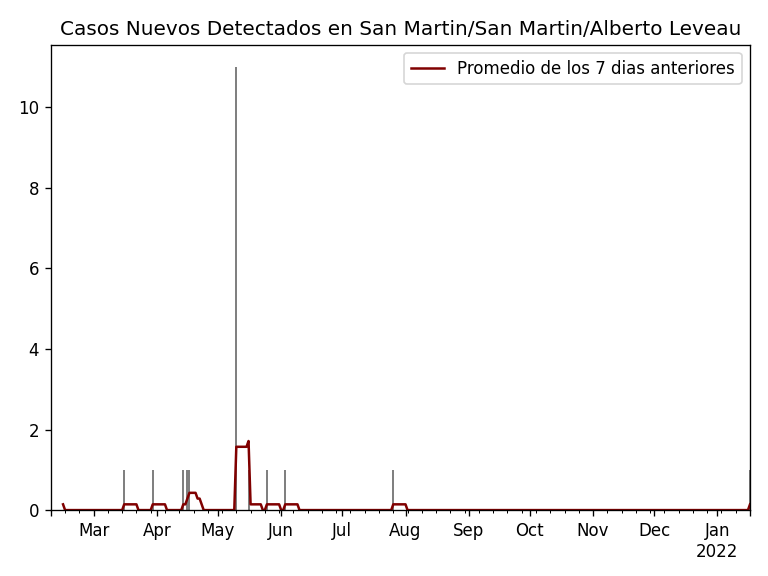 Casos Nuevos Detectados en San Martin/San Martin/Alberto Leveau
Promedio de los 7 dias anteriores
10
8
6
4
2
0
Mar Apr May Jun Jul Aug Sep Oct Nov Dec Jan
2022